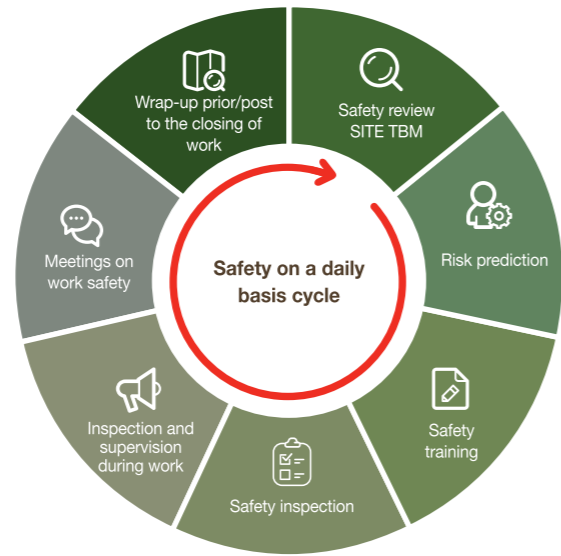 Wrap-up prior/post
to the closing of
work
Safety review
SITE TBM
Risk prediction
Safety
training
Safety inspection
Inspection and
supervision
during work
Meetings on
work safety
Safety on a daily
basis cycle